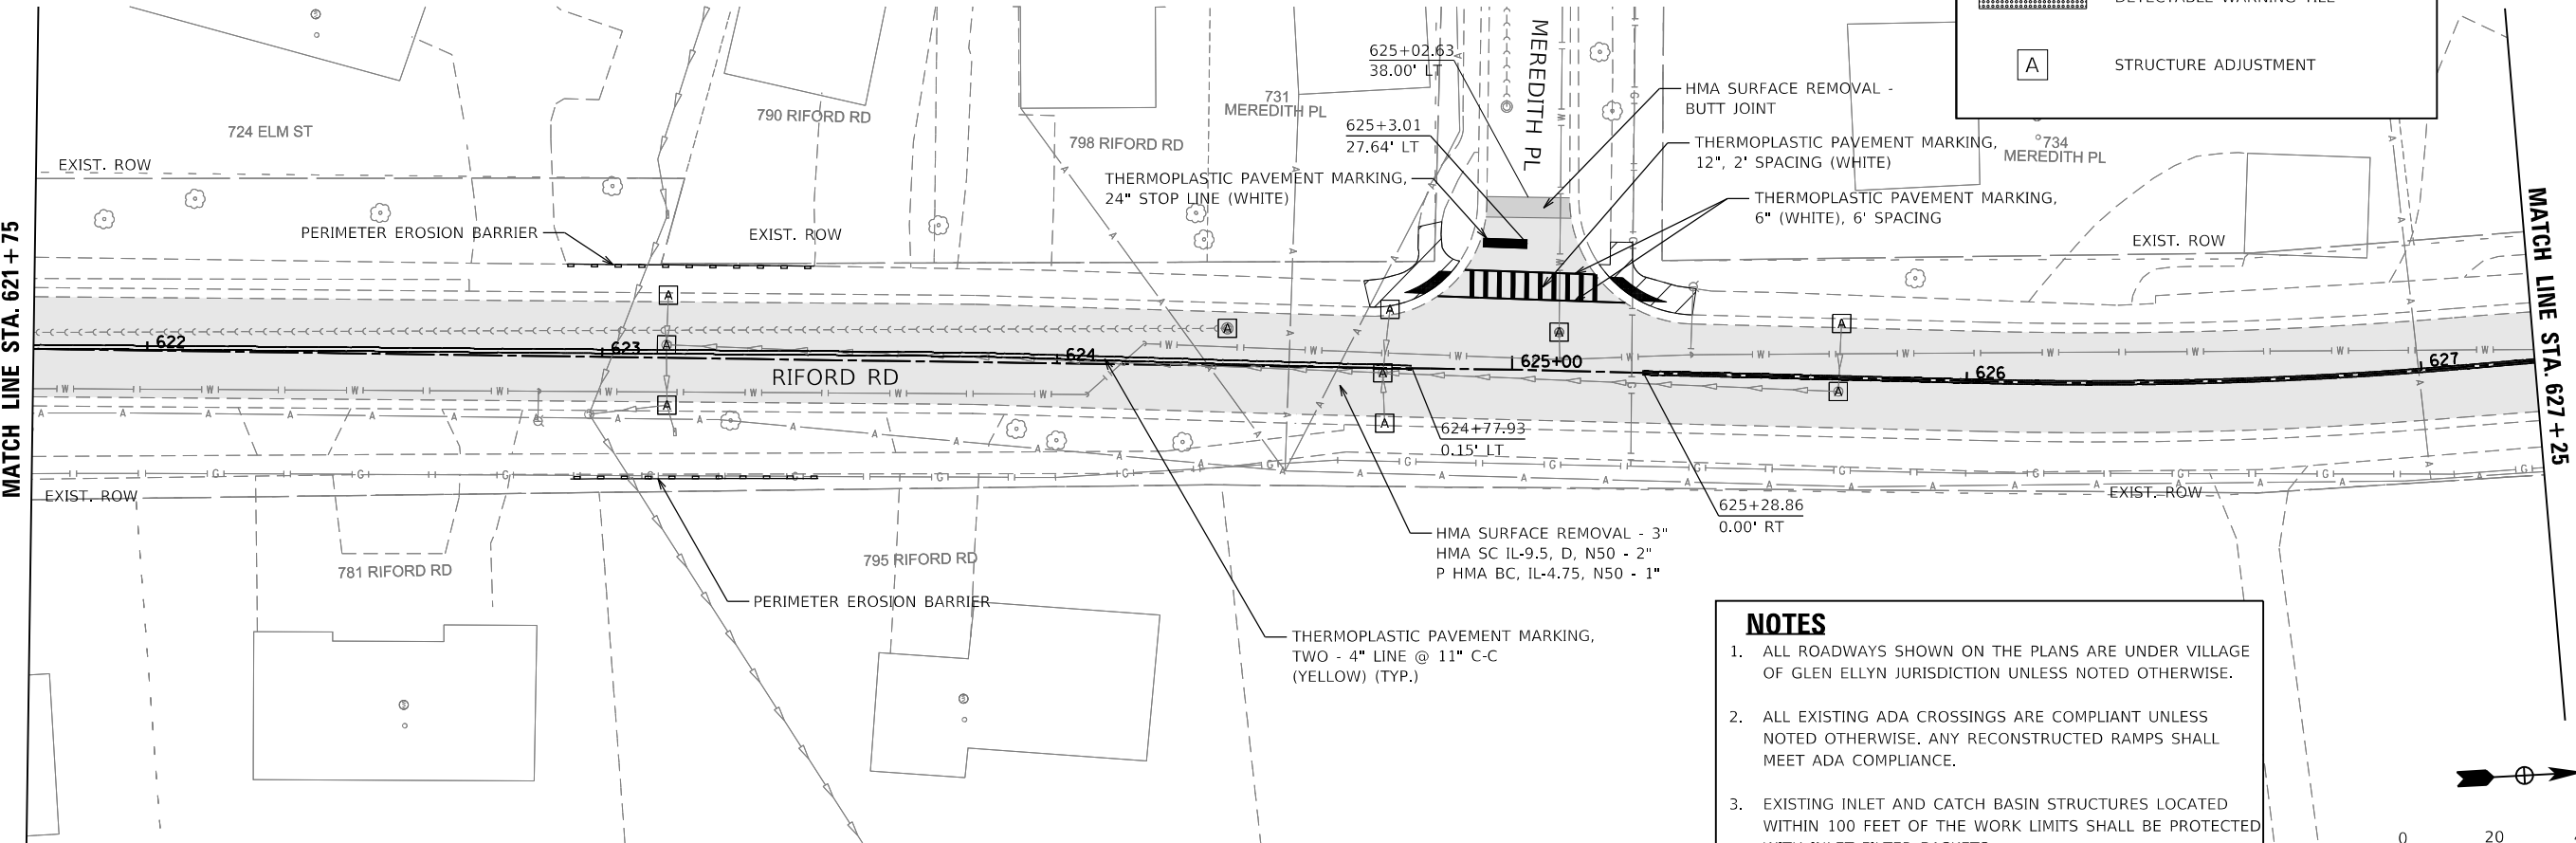 DETECTABLE WARNING TILE
A STRUCTURE ADJUSTMENT
MEREDITH PL
625+02.63
38.00' LT
HMA SURFACE REMOVAL -
BUTT JOINT
731
MEREDITH PL
790 RIFORD RD
724 ELM ST
798 RIFORD RD
625+3.01
27.64' LT
THERMOPLASTIC PAVEMENT MARKING,
12", 2' SPACING (WHITE)
734
MEREDITH PL
EXIST. ROW
THERMOPLASTIC PAVEMENT MARKING,
24" STOP LINE (WHITE)
THERMOPLASTIC PAVEMENT MARKING,
6" (WHITE), 6' SPACING
PERIMETER EROSION BARRIER
EXIST. ROW
EXIST. ROW
MATCH LINE STA. 621+75
MATCH LINE STA. 627+25
622
623
624
625+00
626
627
RIFORD RD
624+77.93
0.15' LT
EXIST. ROW
EXIST. ROW
625+28.86
0.00' RT
HMA SURFACE REMOVAL - 3"
HMA SC IL-9.5, D, N50 - 2"
P HMA BC, IL-4.75, N50 - 1"
781 RIFORD RD
795 RIFORD RD
PERIMETER EROSION BARRIER
THERMOPLASTIC PAVEMENT MARKING,
TWO - 4" LINE @ 11" C-C
(YELLOW) (TYP.)
NOTES
1. ALL ROADWAYS SHOWN ON THE PLANS ARE UNDER VILLAGE
OF GLEN ELLYN JURISDICTION UNLESS NOTED OTHERWISE.
2. ALL EXISTING ADA CROSSINGS ARE COMPLIANT UNLESS
NOTED OTHERWISE. ANY RECONSTRUCTED RAMPS SHALL
MEET ADA COMPLIANCE.
3. EXISTING INLET AND CATCH BASIN STRUCTURES LOCATED
WITHIN 100 FEET OF THE WORK LIMITS SHALL BE PROTECTED
WITH INLET FILTER BASKETS.
0 20